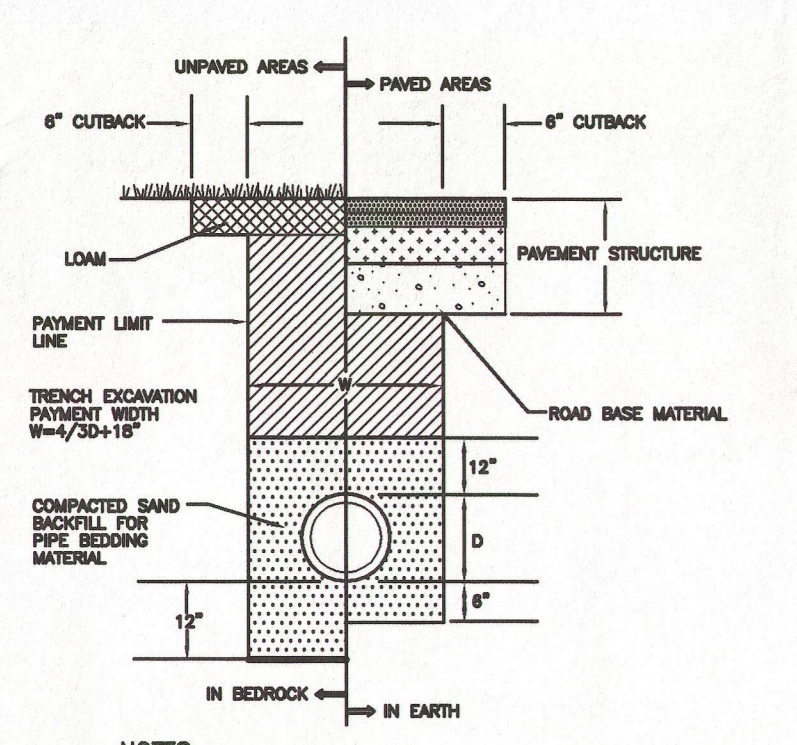 UNPAVED AREAS
PAVED AREAS
6" CUTBACK
6" CUTBACK
LOAM
PAVEMENT STRUCTURE
PAYMENT LIMIT
LINE
W
TRENCH EXCAVATION
PAYMENT WIDTH
W=4/3D+18"
ROAD BASE MATERIAL
12"
COMPACTED SAND
BACKFILL FOR
PIPE BEDDING
MATERIAL
D
6"
12"
IN BEDROCK
IN EARTH
NOTES